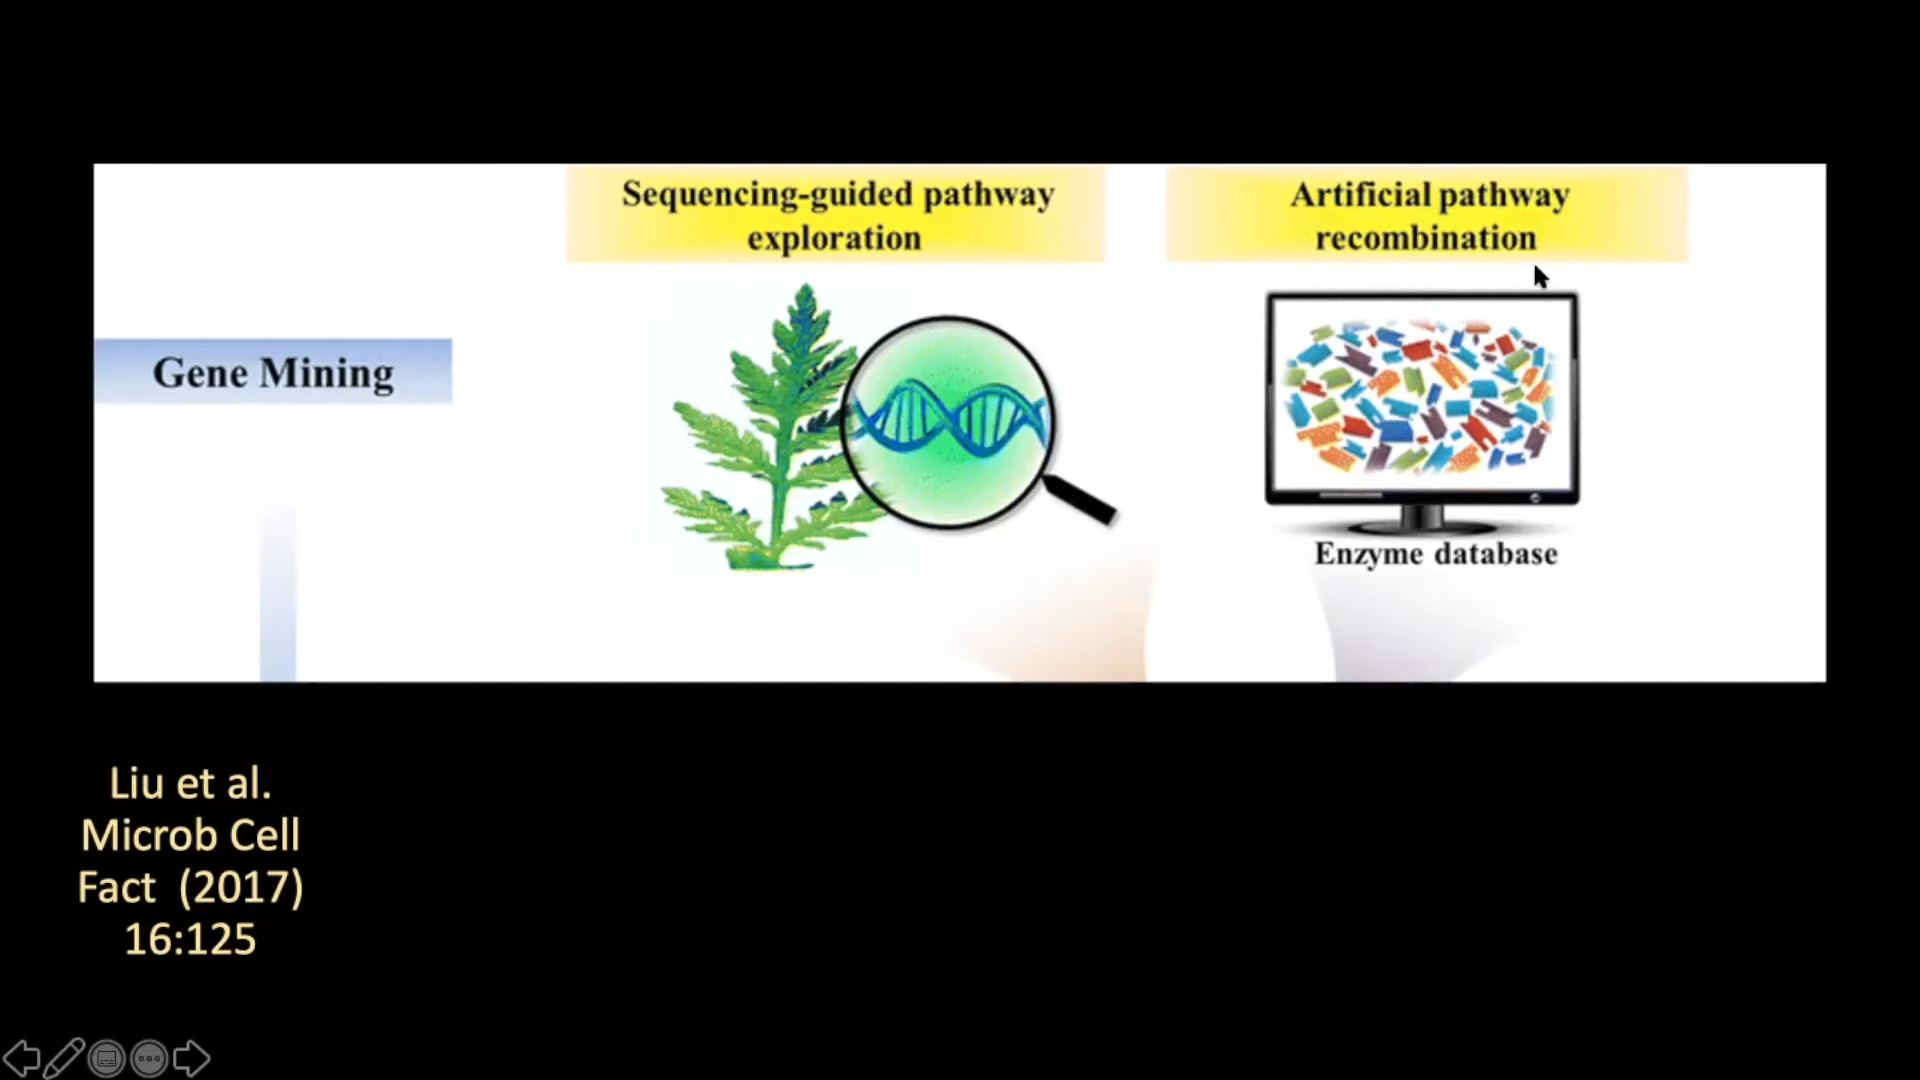 Sequencing-guided pathway
exploration
Artificial pathway
recombination
Gene Mining
Enzyme database
Liu et al.
Microb Cell
Fact (2017)
16:125